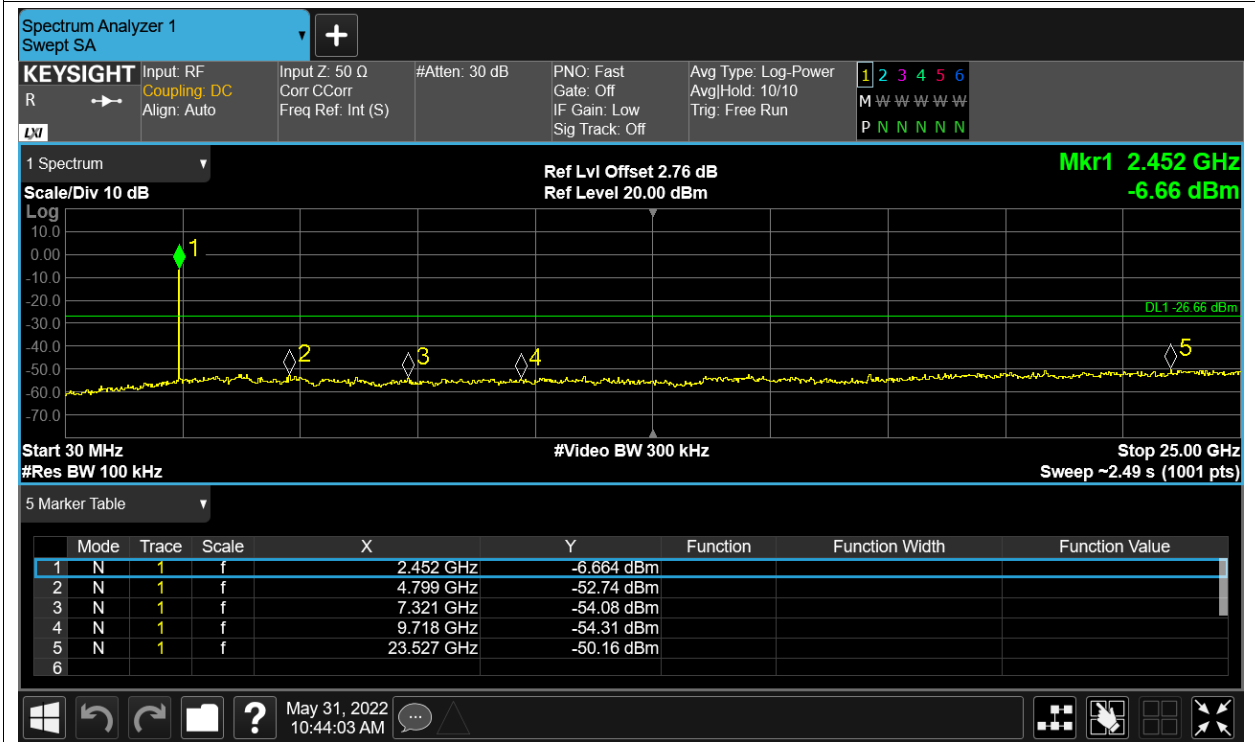 Spectrum Analyzer 1
Swept SA
KEYSIGHT
R
LXI
Input: RF
Coupling: DC
Align: Auto
Input Z: 50 Ω
Corr CCorr
Freq Ref: Int (S)
#Atten: 30 dB
PNO: Fast
Gate: Off
IF Gain: Low
Sig Track: Off
Avg Type: Log-Power
Avg|Hold: 10/10
Trig: Free Run
1 2 3 4 5 6
M W W W W W
P N N N N N
1 Spectrum
Scale/Div 10 dB
Ref Lvl Offset 2.76 dB
Ref Level 20.00 dBm
Mkr1 2.452 GHz
-6.66 dBm
Log
10.0
0.00
-10.0
-20.0
-30.0
-40.0
-50.0
-60.0
-70.0
1
2
3
4
5
DL1 -26.66 dBm
Start 30 MHz
#Res BW 100 kHz
#Video BW 300 kHz
Stop 25.00 GHz
Sweep ~2.49 s (1001 pts)
5 Marker Table
Mode Trace Scale X Y Function Function Width Function Value
1 N 1 f 2.452 GHz -6.664 dBm
2 N 1 f 4.799 GHz -52.74 dBm
3 N 1 f 7.321 GHz -54.08 dBm
4 N 1 f 9.718 GHz -54.31 dBm
5 N 1 f 23.527 GHz -50.16 dBm
6
?
May 31, 2022
10:44:03 AM